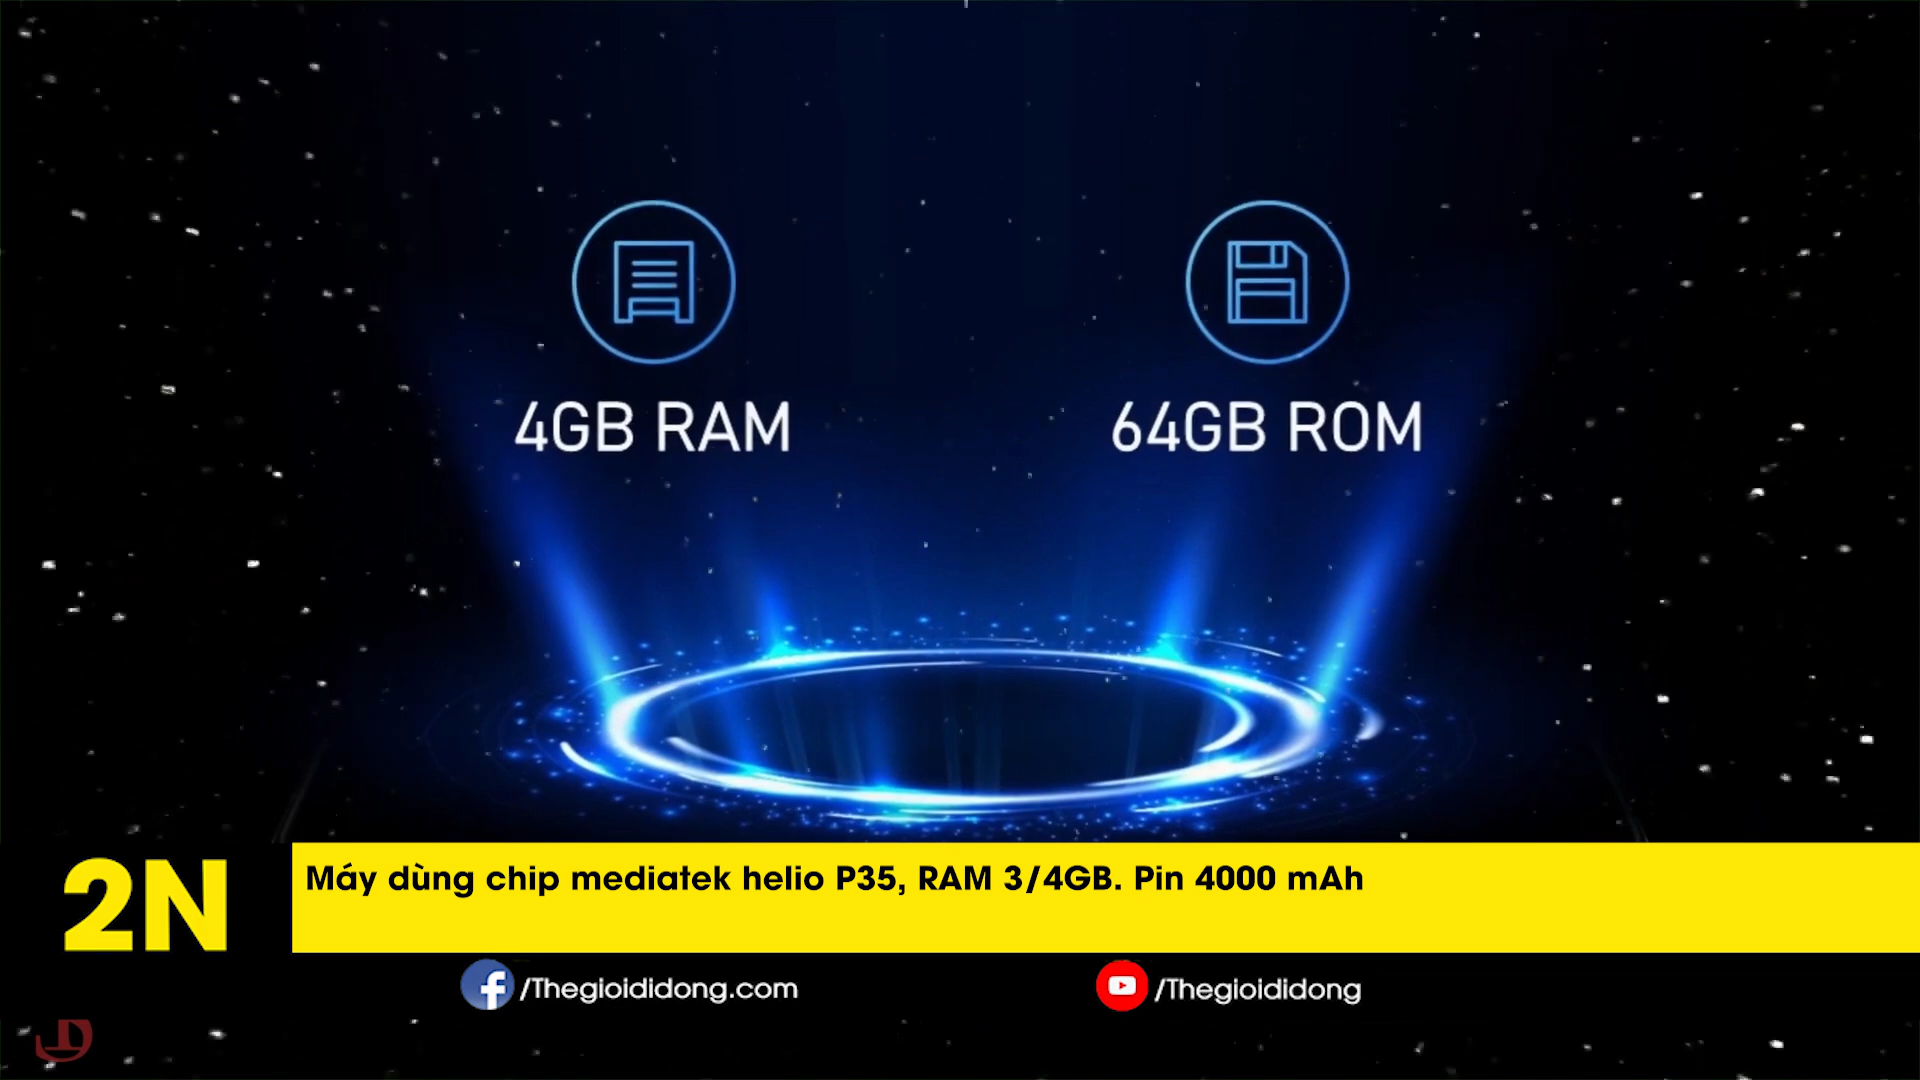 4GB RAM
64GB ROM
2N
Máy dùng chip mediatek helio P35, RAM 3/4GB. Pin 4000 mAh
/Thegioididong.com
/Thegioididong